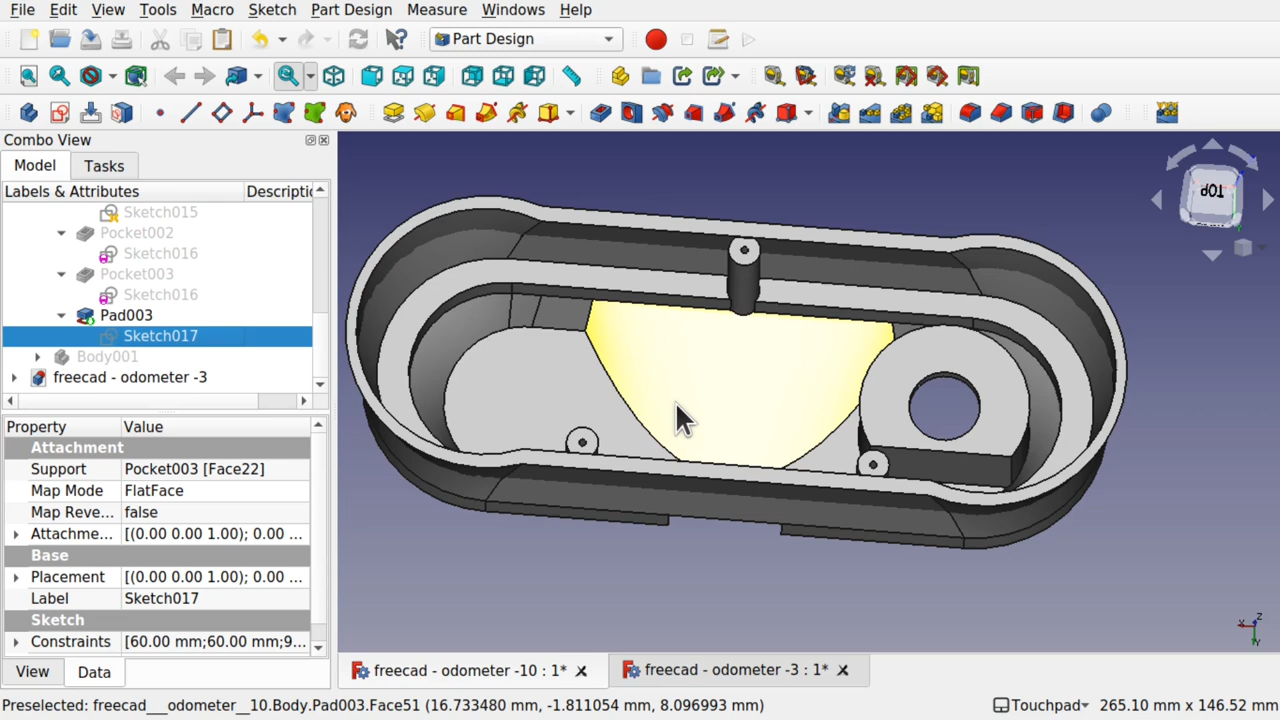 File Edit View Tools Macro Sketch Part Design Measure Windows Help
Part Design
Combo View
Model Tasks
Labels & Attributes Descriptic
Sketch015
Pocket002
Sketch016
Pocket003
Sketch016
Pad003
Sketch017
Body001
freecad - odometer -3
Property Value
Attachment
Support Pocket003 [Face22]
Map Mode FlatFace
Map Reve... false
Attachme... [(0.00 0.00 1.00); 0.00 ...
Base
Placement [(0.00 0.00 1.00); 0.00 ...
Label Sketch017
Sketch
Constraints [60.00 mm;60.00 mm;9...
View Data
TOP
Z
X
Y
freecad - odometer -10 : 1* freecad - odometer -3 : 1*
Preselected: freecad___odometer__10.Body.Pad003.Face51 (16.733480 mm, -1.811054 mm, 8.096993 mm) Touchpad 265.10 mm x 146.52 mm